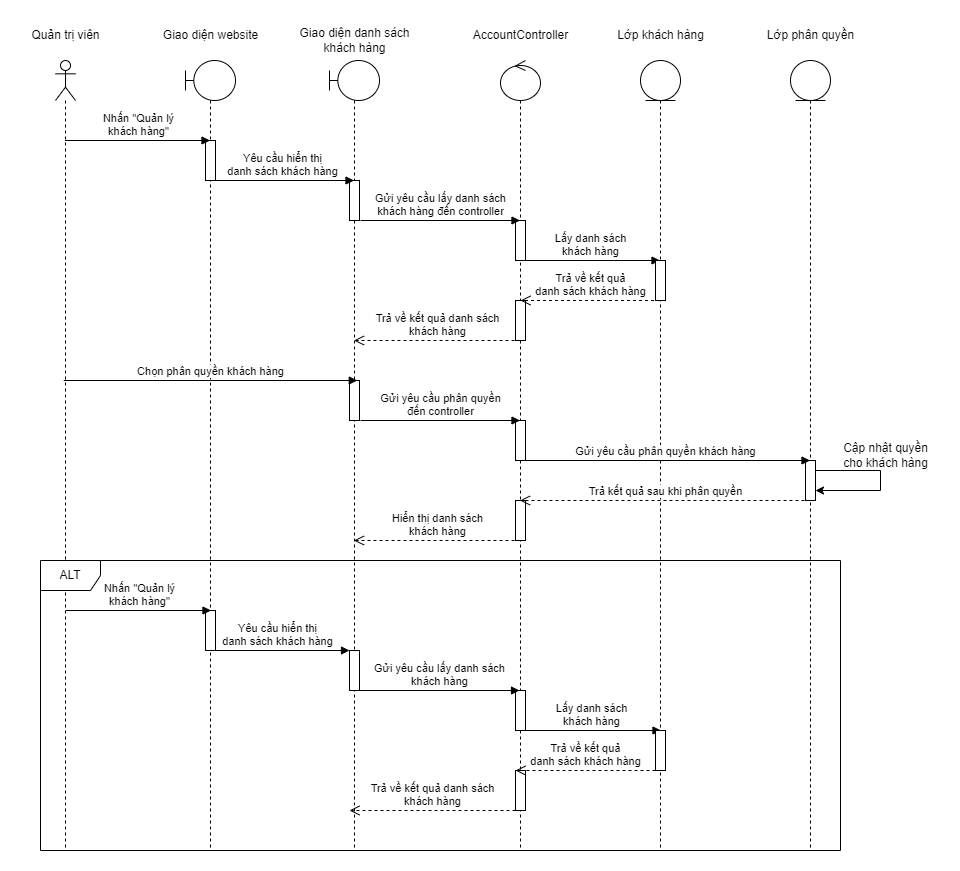 Quản trị viên
Giao diện website
Giao diện danh sách
khách hàng
AccountController
Lớp khách hàng
Lớp phân quyền
Nhấn "Quản lý
khách hàng"
Yêu cầu hiển thị
danh sách khách hàng
Gửi yêu cầu lấy danh sách
khách hàng đến controller
Lấy danh sách
khách hàng
Trả về kết quả
danh sách khách hàng
Trả về kết quả danh sách
khách hàng
Chọn phân quyền khách hàng
Gửi yêu cầu phân quyền
đến controller
Gửi yêu cầu phân quyền khách hàng
Cập nhật quyền
cho khách hàng
Trả kết quả sau khi phân quyền
Hiển thị danh sách
khách hàng
ALT
Nhấn "Quản lý
khách hàng"
Yêu cầu hiển thị
danh sách khách hàng
Gửi yêu cầu lấy danh sách
khách hàng
Lấy danh sách
khách hàng
Trả về kết quả
danh sách khách hàng
Trả về kết quả danh sách
khách hàng